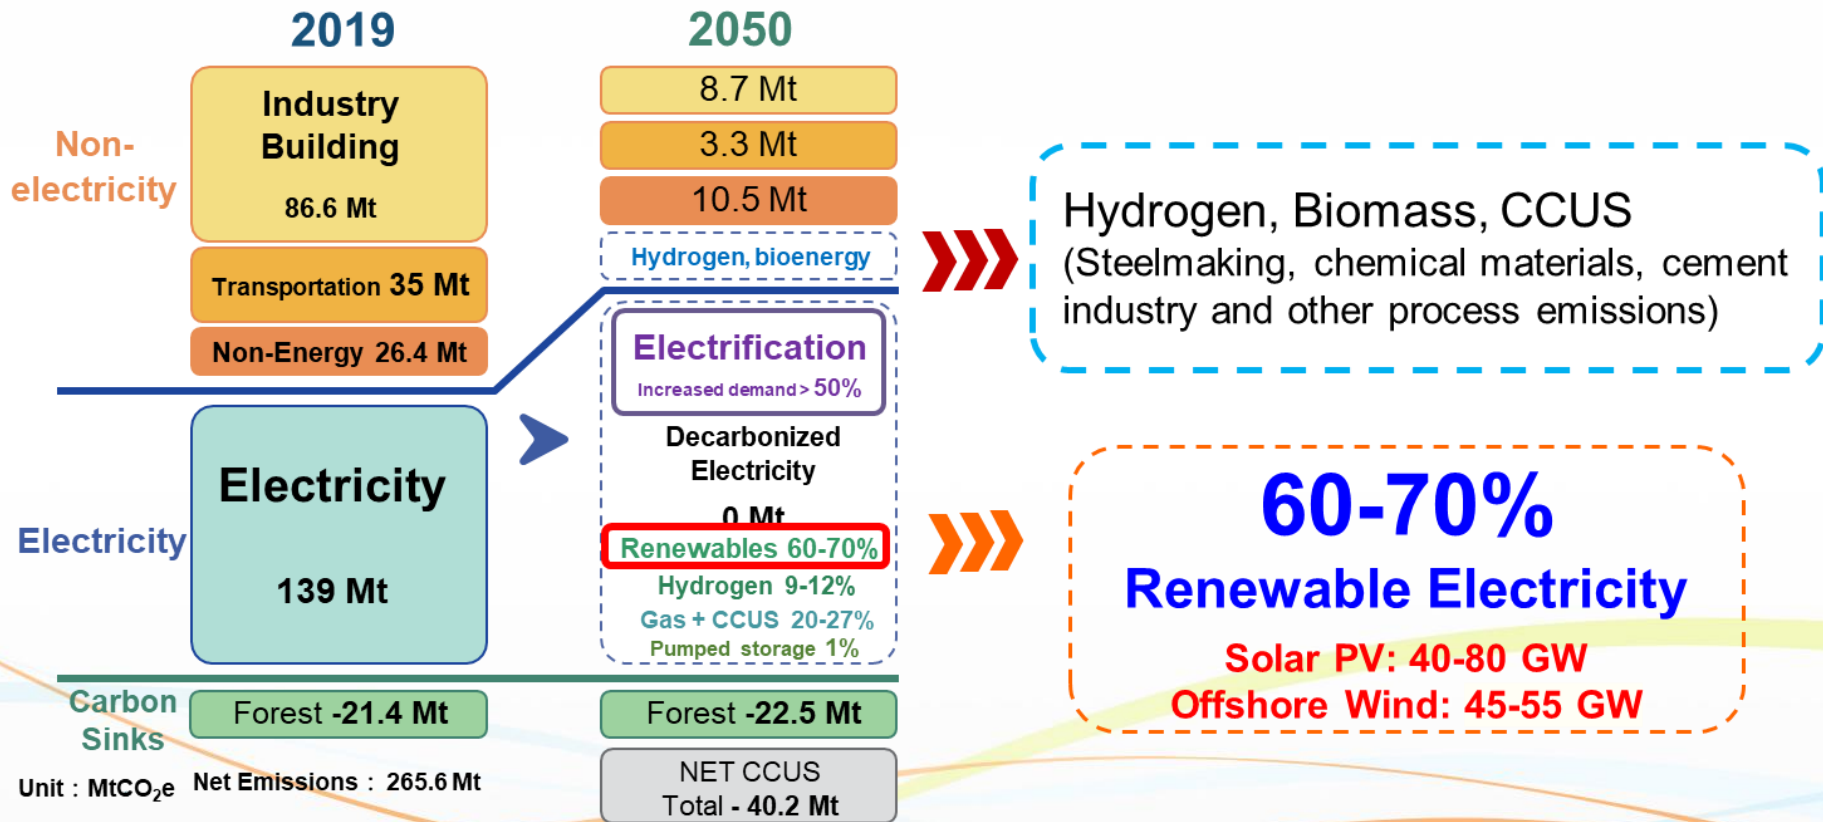 2019
2050
Non-
electricity
Industry
Building
86.6 Mt
Transportation 35 Mt
Non-Energy 26.4 Mt
8.7 Mt
3.3 Mt
10.5 Mt
Hydrogen, bioenergy
Hydrogen, Biomass, CCUS
(Steelmaking, chemical materials, cement
industry and other process emissions)
Electricity
Electricity
139 Mt
Electrification
Increased demand > 50%
Decarbonized
Electricity
0 Mt
Renewables 60-70%
Hydrogen 9-12%
Gas + CCUS 20-27%
Pumped storage 1%
60-70%
Renewable Electricity
Solar PV: 40-80 GW
Offshore Wind: 45-55 GW
Carbon
Sinks
Forest -21.4 Mt
Forest -22.5 Mt
Unit : MtCO₂e
Net Emissions : 265.6 Mt
NET CCUS
Total - 40.2 Mt